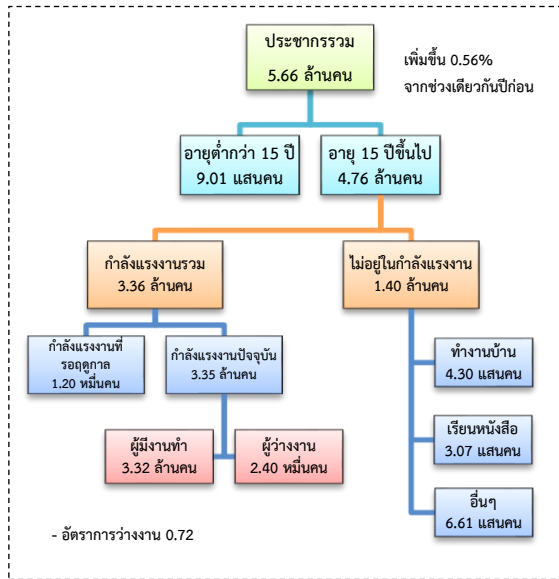 ประชากรรวม
5.66 ล้านคน
เพิ่มขึ้น 0.56%
จากช่วงเดียวกันปีก่อน
อายุต่ำกว่า 15 ปี
9.01 แสนคน
อายุ 15 ปีขึ้นไป
4.76 ล้านคน
กำลังแรงงานรวม
3.36 ล้านคน
ไม่อยู่ในกำลังแรงงาน
1.40 ล้านคน
กำลังแรงงานที่
รอฤดูกาล
1.20 หมื่นคน
กำลังแรงงานปัจจุบัน
3.35 ล้านคน
ทำงานบ้าน
4.30 แสนคน
ผู้มีงานทำ
3.32 ล้านคน
ผู้ว่างงาน
2.40 หมื่นคน
เรียนหนังสือ
3.07 แสนคน
อื่นๆ
6.61 แสนคน
- อัตราการว่างงาน 0.72